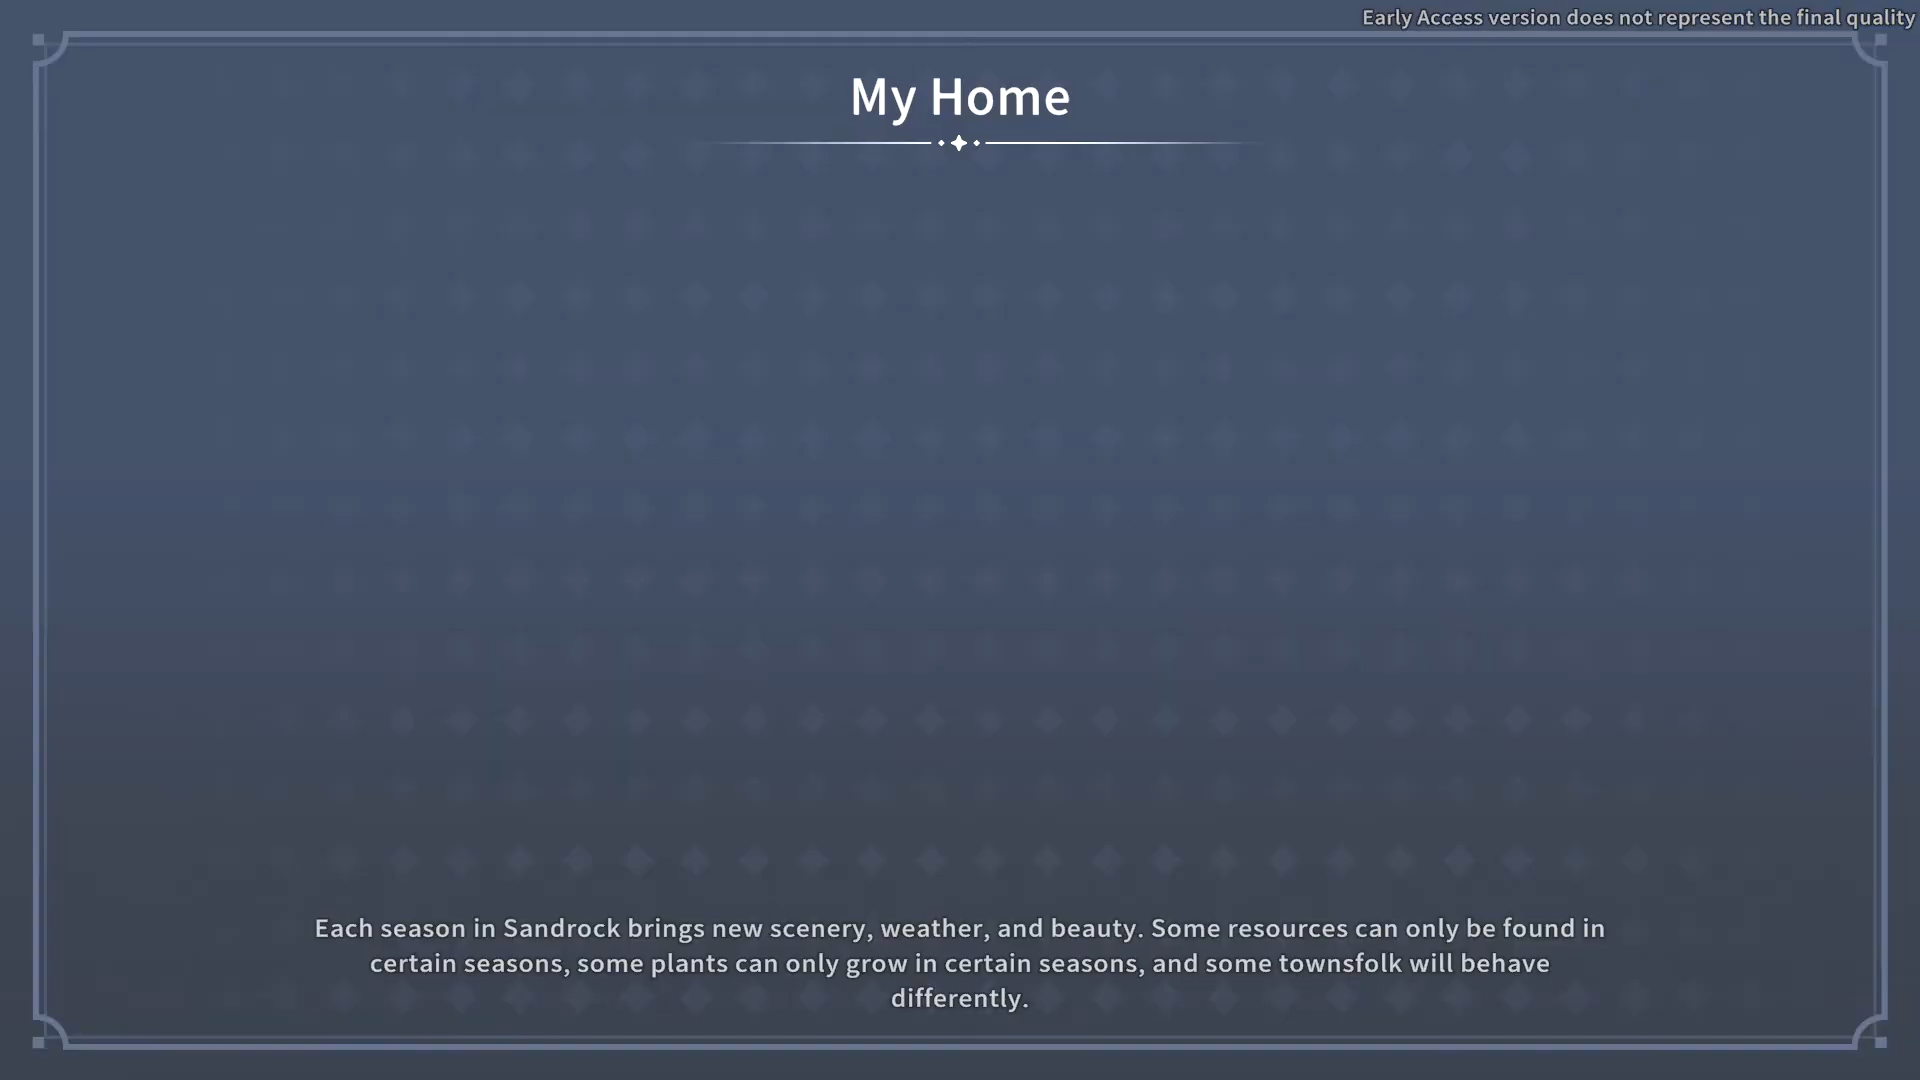 Early Access version does not represent the final quality
My Home
Each season in Sandrock brings new scenery, weather, and beauty. Some resources can only be found in
certain seasons, some plants can only grow in certain seasons, and some townsfolk will behave
differently.